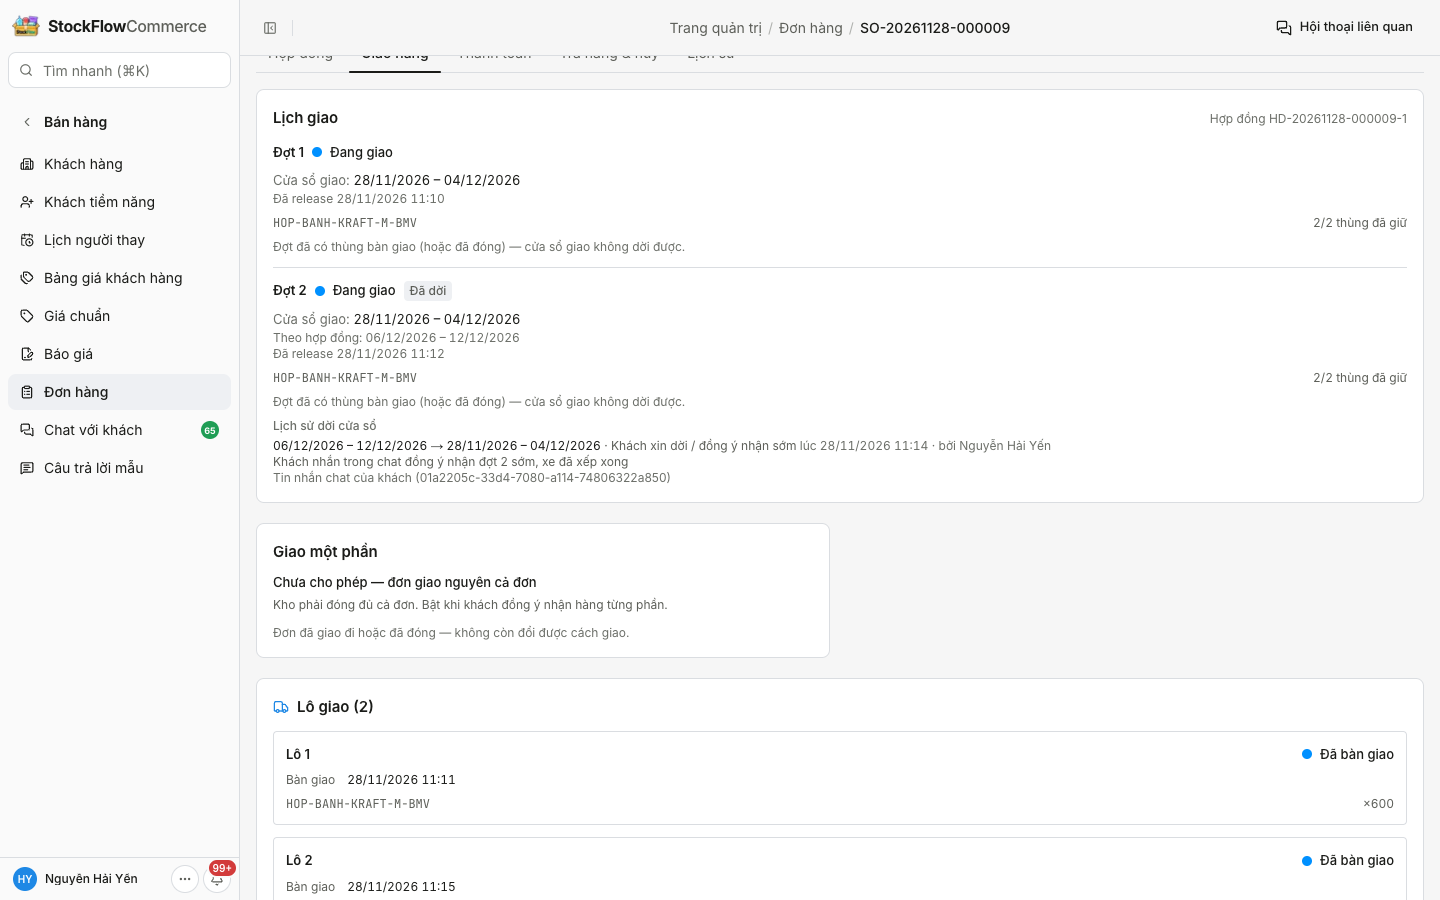 StockFlowCommerce
Tìm nhanh (⌘K)
Bán hàng
Khách hàng
Khách tiềm năng
Lịch người thay
Bảng giá khách hàng
Giá chuẩn
Báo giá
Đơn hàng
Chat với khách
65
Câu trả lời mẫu
HY
Nguyên Hải Yến
99+
Trang quản trị / Đơn hàng / SO-20261128-000009
Hội thoại liên quan
Hợp đồng
Giao hàng
Thanh toán
Trả hàng & hủy
Lịch sử
Lịch giao
Hợp đồng HD-20261128-000009-1
Đợt 1 Đang giao
Cửa sổ giao: 28/11/2026 – 04/12/2026
Đã release 28/11/2026 11:10
HOP-BANH-KRAFT-M-BMV
2/2 thùng đã giữ
Đợt đã có thùng bàn giao (hoặc đã đóng) — cửa sổ giao không dời được.
Đợt 2 Đang giao Đã dời
Cửa sổ giao: 28/11/2026 – 04/12/2026
Theo hợp đồng: 06/12/2026 – 12/12/2026
Đã release 28/11/2026 11:12
HOP-BANH-KRAFT-M-BMV
2/2 thùng đã giữ
Đợt đã có thùng bàn giao (hoặc đã đóng) — cửa sổ giao không dời được.
Lịch sử dời cửa sổ
06/12/2026 – 12/12/2026 → 28/11/2026 – 04/12/2026 · Khách xin dời / đồng ý nhận sớm lúc 28/11/2026 11:14 · bởi Nguyễn Hải Yến
Khách nhắn trong chat đồng ý nhận đợt 2 sớm, xe đã xếp xong
Tin nhắn chat của khách (01a2205c-33d4-7080-a114-74806322a850)
Giao một phần
Chưa cho phép — đơn giao nguyên cả đơn
Kho phải đóng đủ cả đơn. Bật khi khách đồng ý nhận hàng từng phần.
Đơn đã giao đi hoặc đã đóng — không còn đổi được cách giao.
Lô giao (2)
Lô 1
Đã bàn giao
Bàn giao 28/11/2026 11:11
HOP-BANH-KRAFT-M-BMV
×600
Lô 2
Đã bàn giao
Bàn giao 28/11/2026 11:15